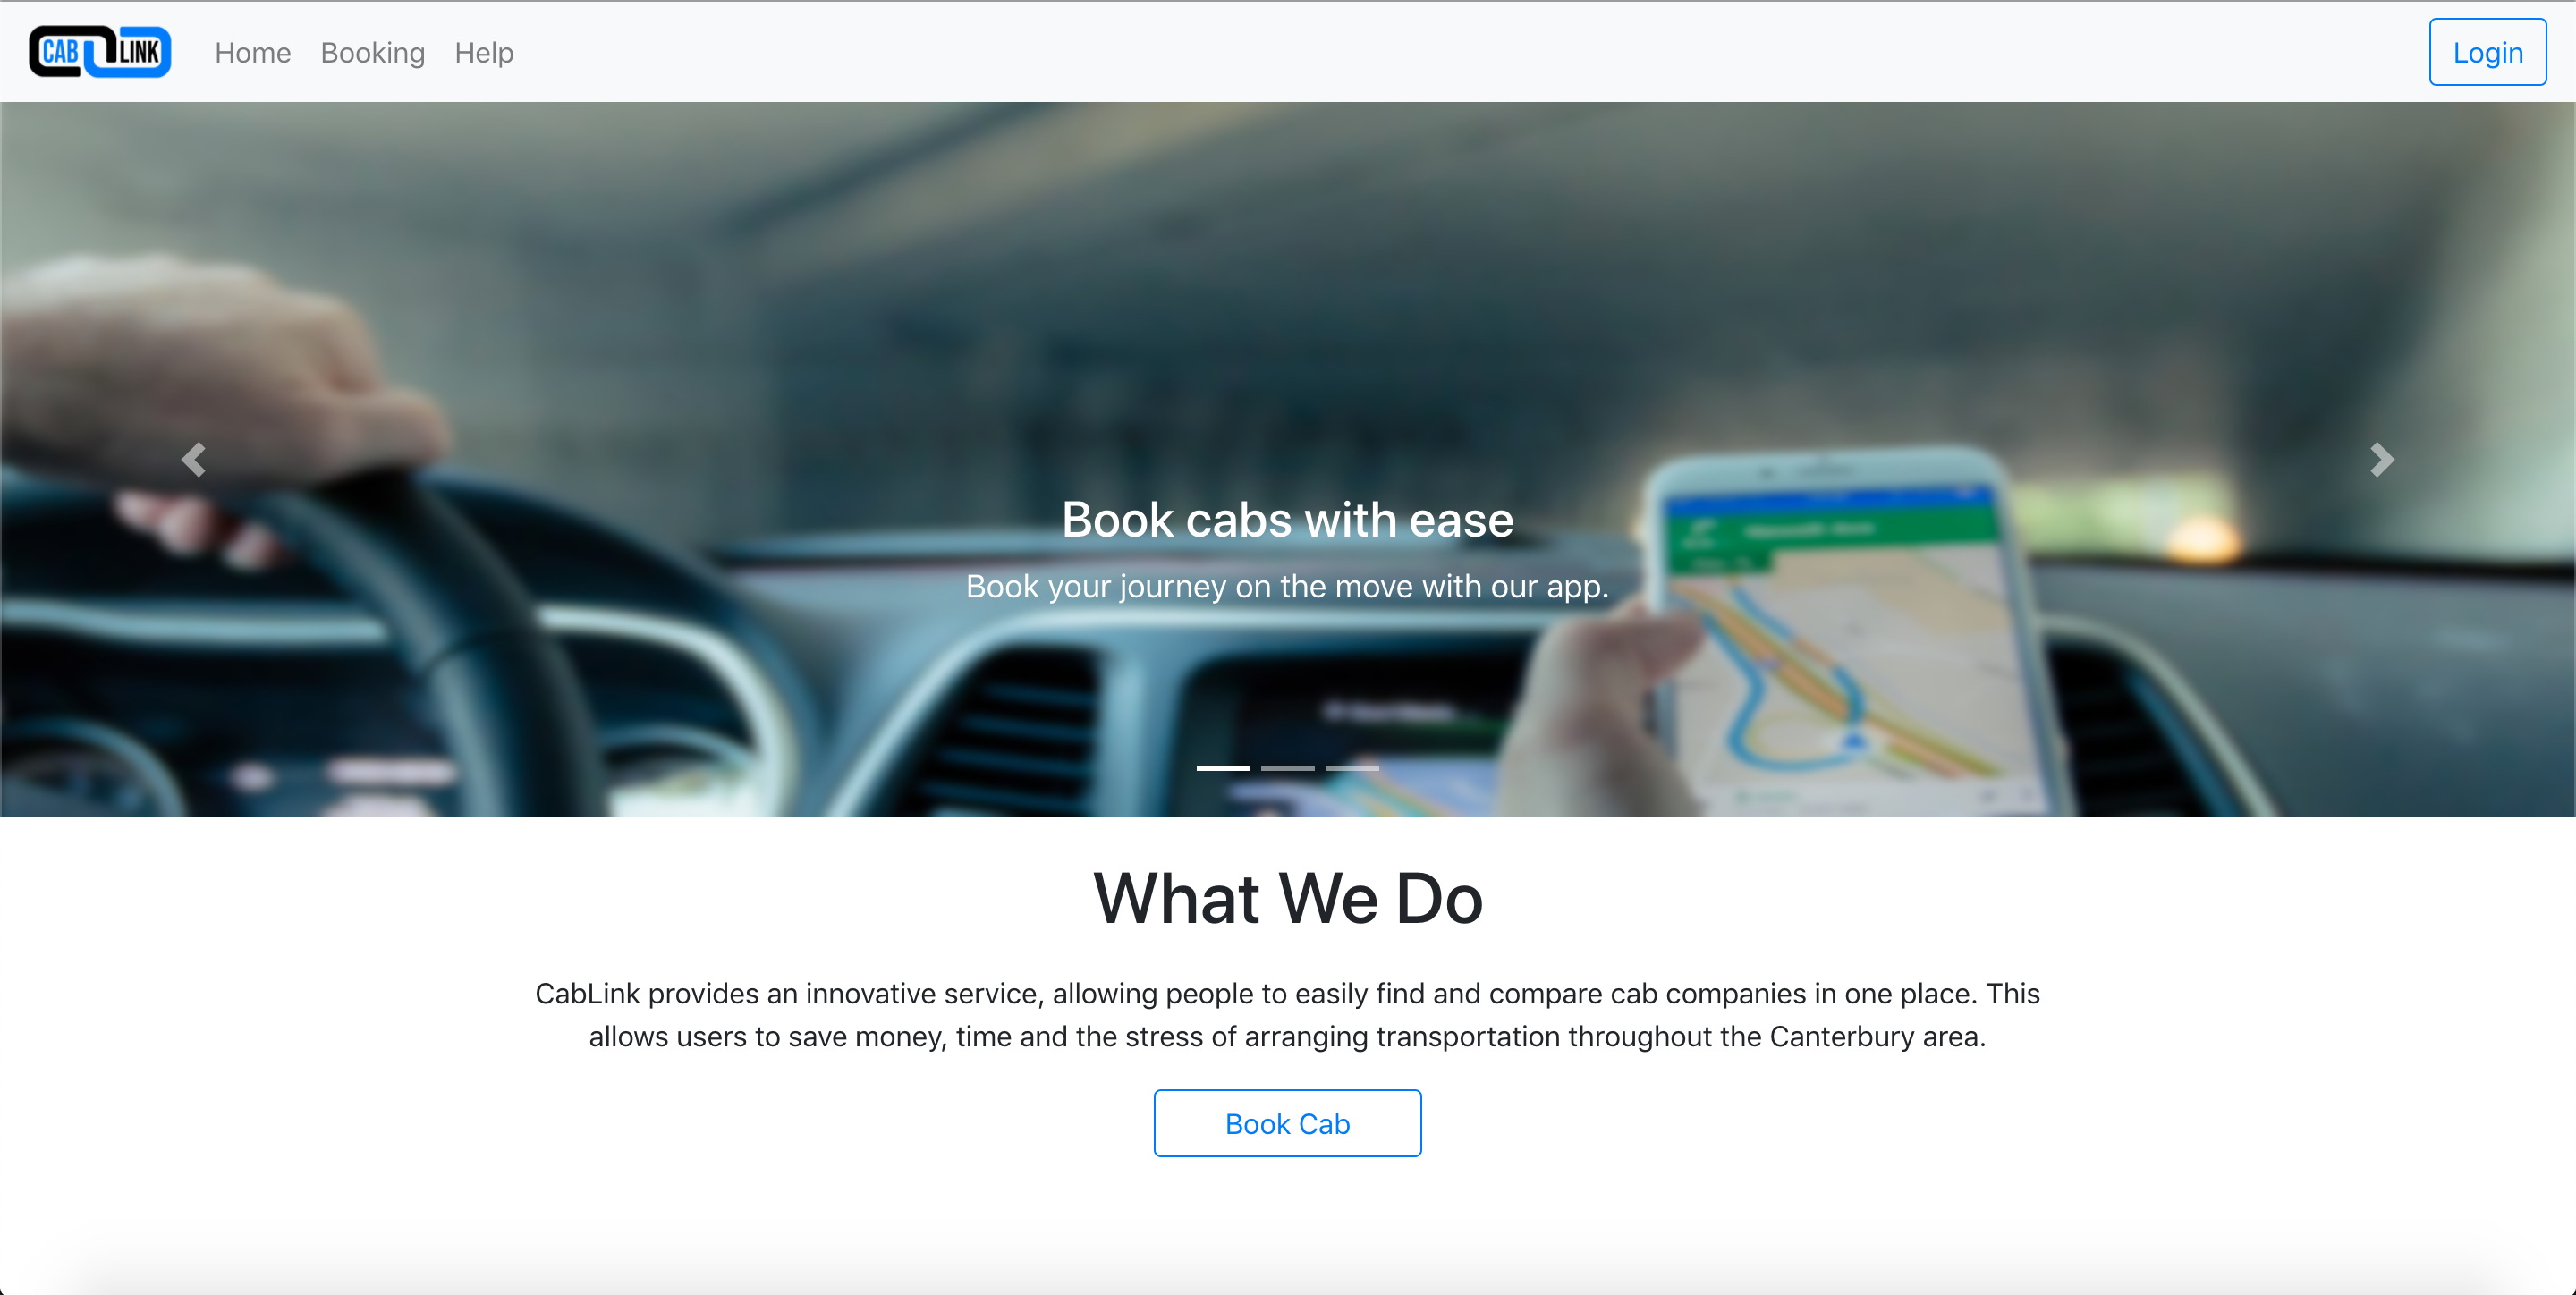 CAB LINK
Home Booking Help
Login
Book cabs with ease
Book your journey on the move with our app.
What We Do
CabLink provides an innovative service, allowing people to easily find and compare cab companies in one place. This
allows users to save money, time and the stress of arranging transportation throughout the Canterbury area.
Book Cab